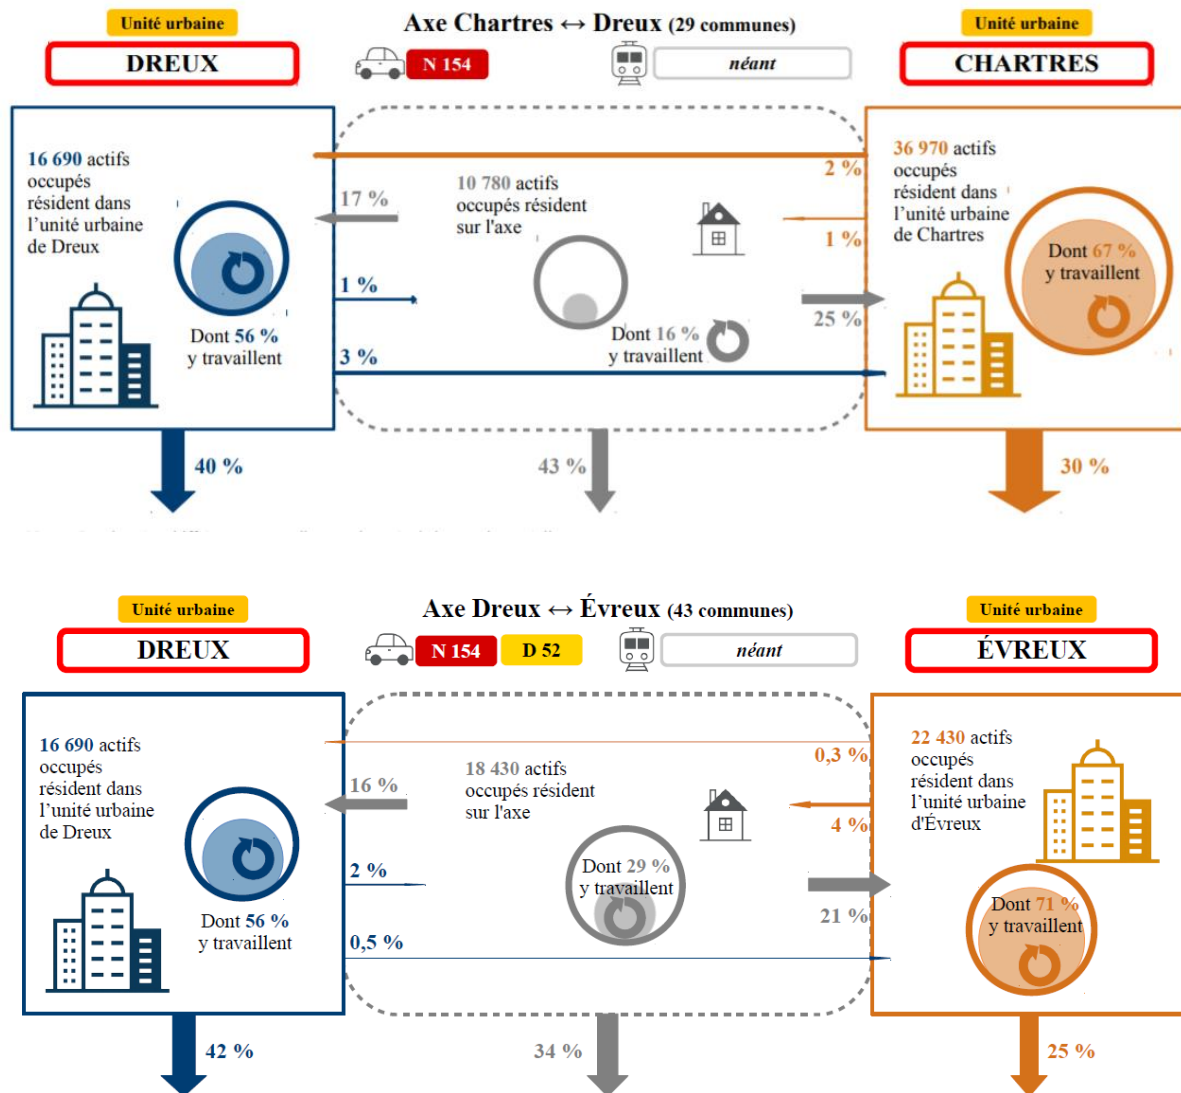 Unité urbaine
Axe Chartres ↔ Dreux (29 communes)
Unité urbaine
DREUX
N 154
néant
CHARTRES
16 690 actifs
occupés
résident dans
l’unité urbaine
de Dreux
Dont 56 %
y travaillent
17 %
1 %
3 %
10 780 actifs
occupés résident
sur l'axe
Dont 16 %
y travaillent
2 %
1 %
25 %
36 970 actifs
occupés
résident dans
l’unité urbaine
de Chartres
Dont 67 %
y travaillent
40 %
43 %
30 %
Unité urbaine
Axe Dreux ↔ Évreux (43 communes)
Unité urbaine
DREUX
N 154
D 52
néant
ÉVREUX
16 690 actifs
occupés
résident dans
l’unité urbaine
de Dreux
Dont 56 %
y travaillent
16 %
2 %
0,5 %
18 430 actifs
occupés résident
sur l'axe
Dont 29 %
y travaillent
0,3 %
4 %
21 %
22 430 actifs
occupés
résident dans
l’unité urbaine
d'Évreux
Dont 71 %
y travaillent
42 %
34 %
25 %